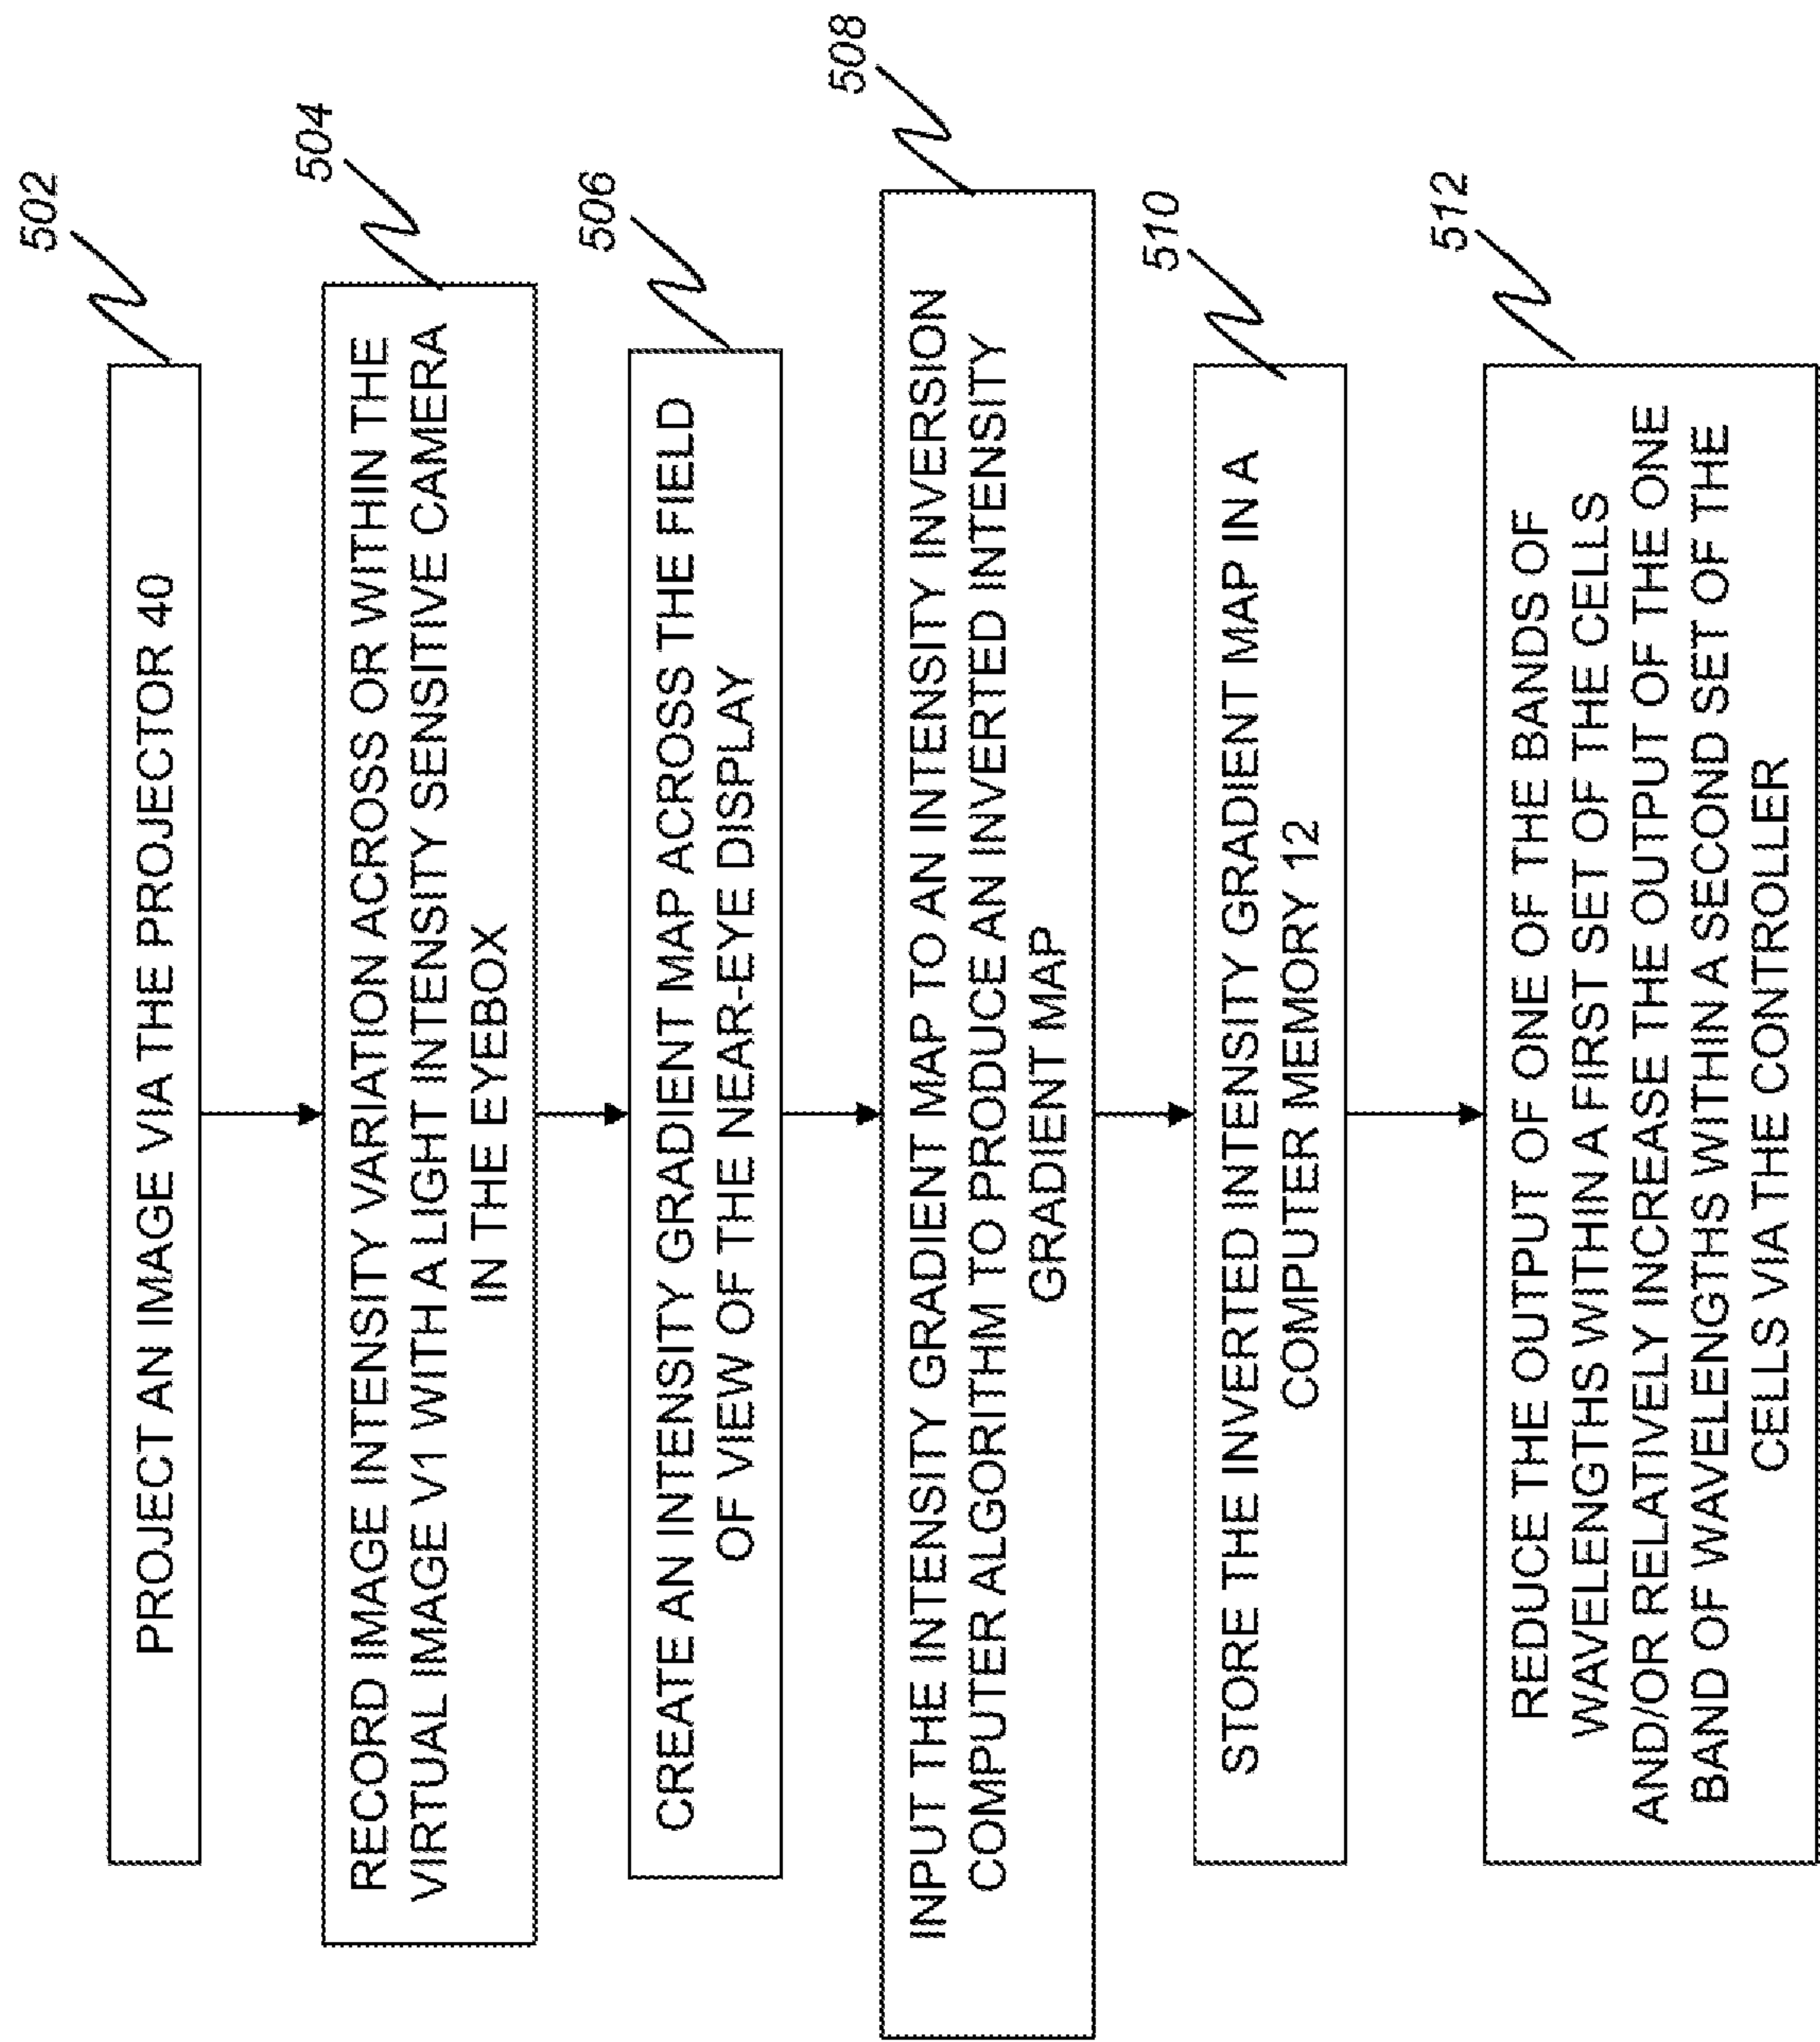 502
PROJECT AN IMAGE VIA THE PROJECTOR 40
504
RECORD IMAGE INTENSITY VARIATION ACROSS OR WITHIN THE
VIRTUAL IMAGE V1 WITH A LIGHT INTENSITY SENSITIVE CAMERA
IN THE EYEBOX
506
CREATE AN INTENSITY GRADIENT MAP ACROSS THE FIELD
OF VIEW OF THE NEAR-EYE DISPLAY
508
INPUT THE INTENSITY GRADIENT MAP TO AN INTENSITY INVERSION
COMPUTER ALGORITHM TO PRODUCE AN INVERTED INTENSITY
GRADIENT MAP
510
STORE THE INVERTED INTENSITY GRADIENT MAP IN A
COMPUTER MEMORY 12
512
REDUCE THE OUTPUT OF ONE OF THE BANDS OF
WAVELENGTHS WITHIN A FIRST SET OF THE CELLS
AND/OR RELATIVELY INCREASE THE OUTPUT OF THE ONE
BAND OF WAVELENGTHS WITHIN A SECOND SET OF THE
CELLS VIA THE CONTROLLER